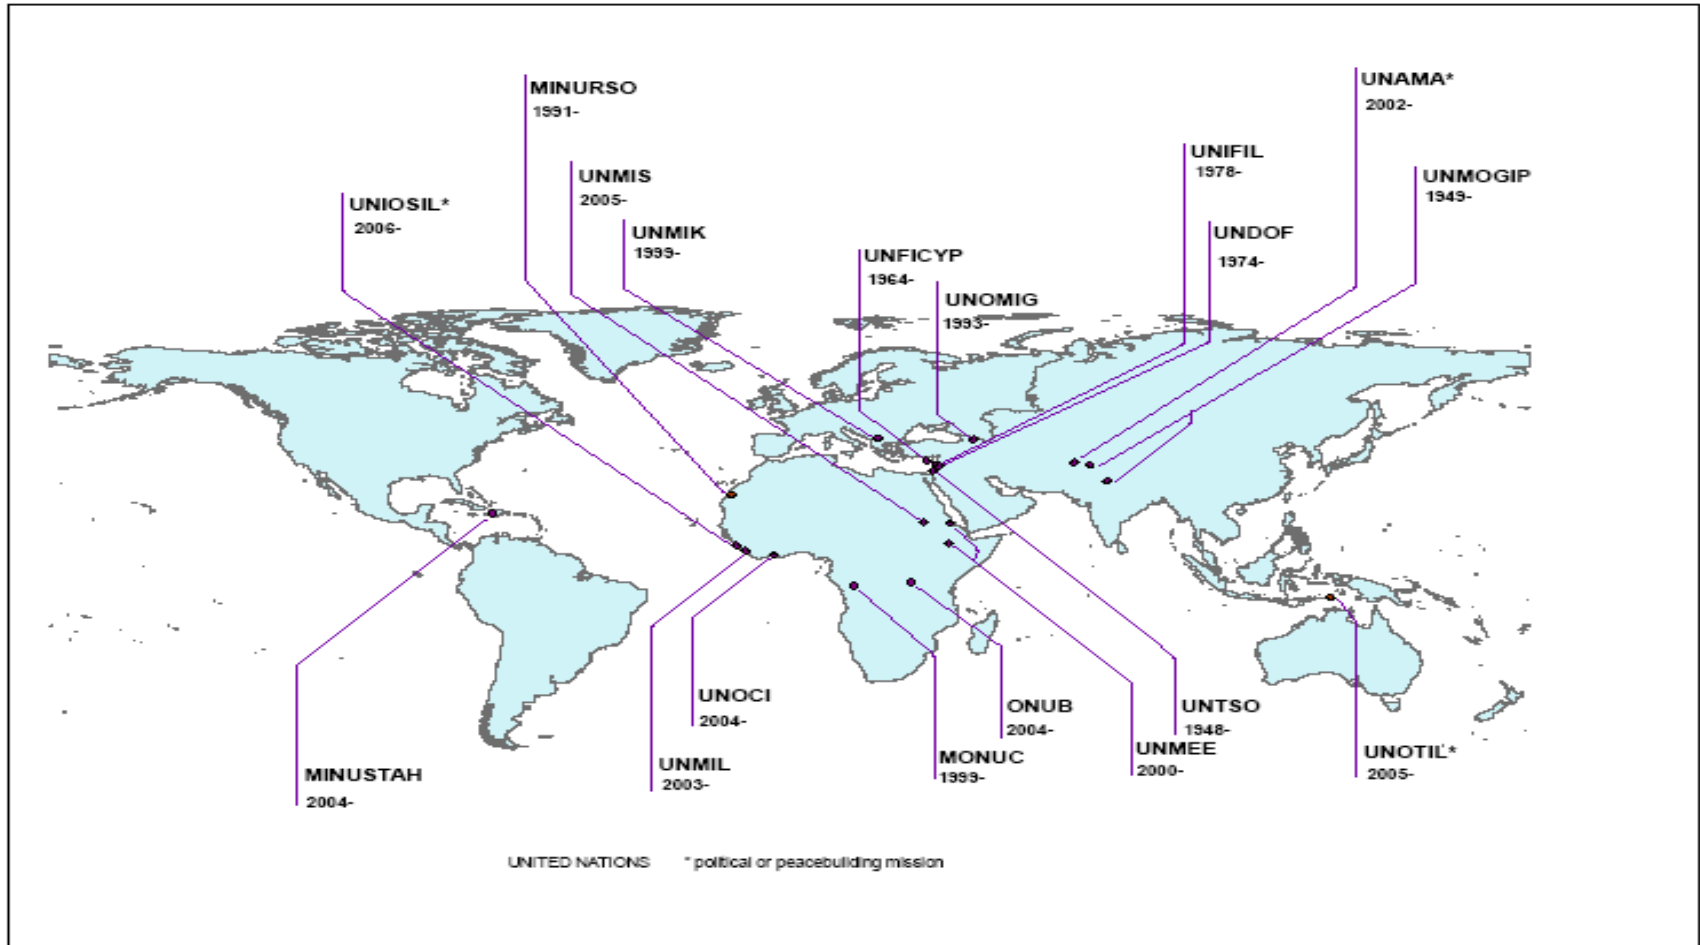 MINURSO
1991-
UNAMA*
2002-
UNMIS
2005-
UNIFIL
1978-
UNMOGIP
1949-
UNIOSIL*
2006-
UNMIK
1999-
UNFICYP
1964-
UNDOF
1974-
UNOMIG
1993-
UNOCI
2004-
ONUB
2004-
UNTSO
1948-
UNMIL
2003-
MONUC
1999-
UNMEE
2000-
UNOTIL*
2005-
MINUSTAH
2004-
UNITED NATIONS * political or peacebuilding mission